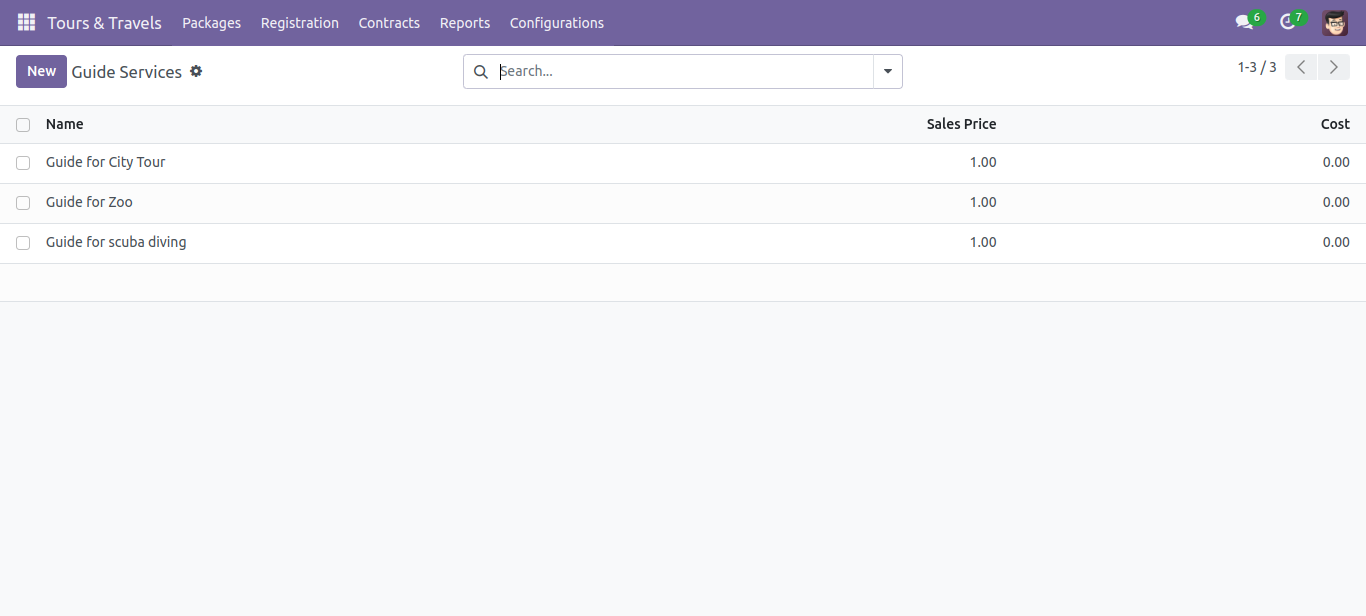 Tours & Travels Packages Registration Contracts Reports Configurations 6 7
New Guide Services Search... 1-3 / 3
Name Sales Price Cost
Guide for City Tour 1.00 0.00
Guide for Zoo 1.00 0.00
Guide for scuba diving 1.00 0.00